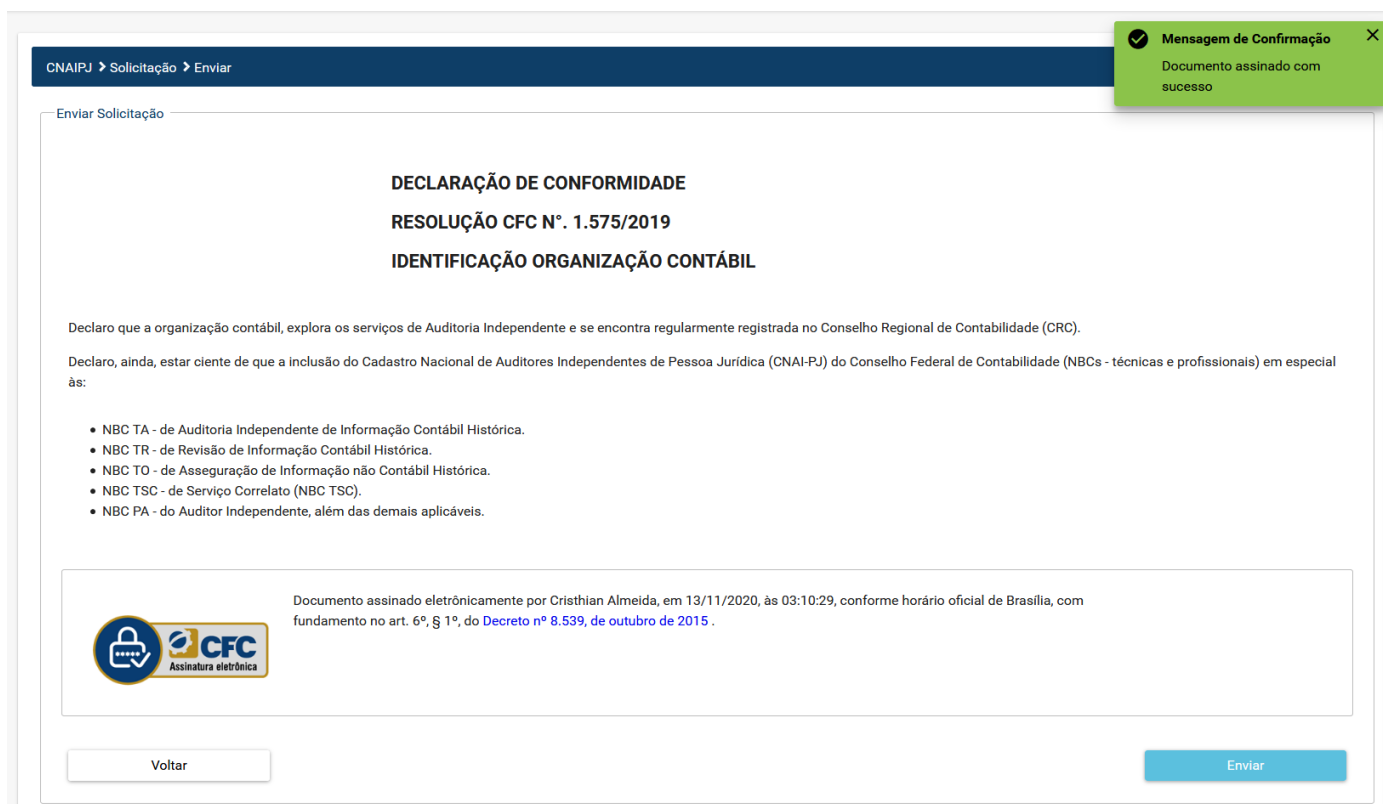 Mensagem de Confirmação
Documento assinado com
sucesso
CNAIPJ > Solicitação > Enviar
Enviar Solicitação
DECLARAÇÃO DE CONFORMIDADE
RESOLUÇÃO CFC N°. 1.575/2019
IDENTIFICAÇÃO ORGANIZAÇÃO CONTÁBIL
Declaro que a organização contábil, explora os serviços de Auditoria Independente e se encontra regularmente registrada no Conselho Regional de Contabilidade (CRC).
Declaro, ainda, estar ciente de que a inclusão do Cadastro Nacional de Auditores Independentes de Pessoa Jurídica (CNAI-PJ) do Conselho Federal de Contabilidade (NBCs - técnicas e profissionais) em especial
às:
• NBC TA - de Auditoria Independente de Informação Contábil Histórica.
• NBC TR - de Revisão de Informação Contábil Histórica.
• NBC TO - de Asseguração de Informação não Contábil Histórica.
• NBC TSC - de Serviço Correlato (NBC TSC).
• NBC PA - do Auditor Independente, além das demais aplicáveis.
Documento assinado eletrônicamente por Cristhian Almeida, em 13/11/2020, às 03:10:29, conforme horário oficial de Brasília, com
fundamento no art. 6º, § 1º, do Decreto nº 8.539, de outubro de 2015 .
CFC
Assinatura eletrônica
Voltar
Enviar